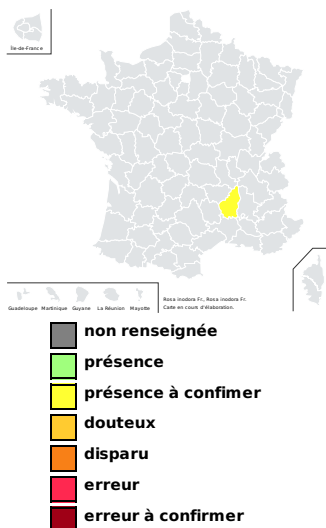 Île-de-France
Guadeloupe Martinique Guyane La Réunion Mayotte
Rosa inodora Fr., Rosa inodora Fr.
Carte en cours d'élaboration.
non renseignée
présence
présence à confimer
douteux
disparu
erreur
erreur à confirmer